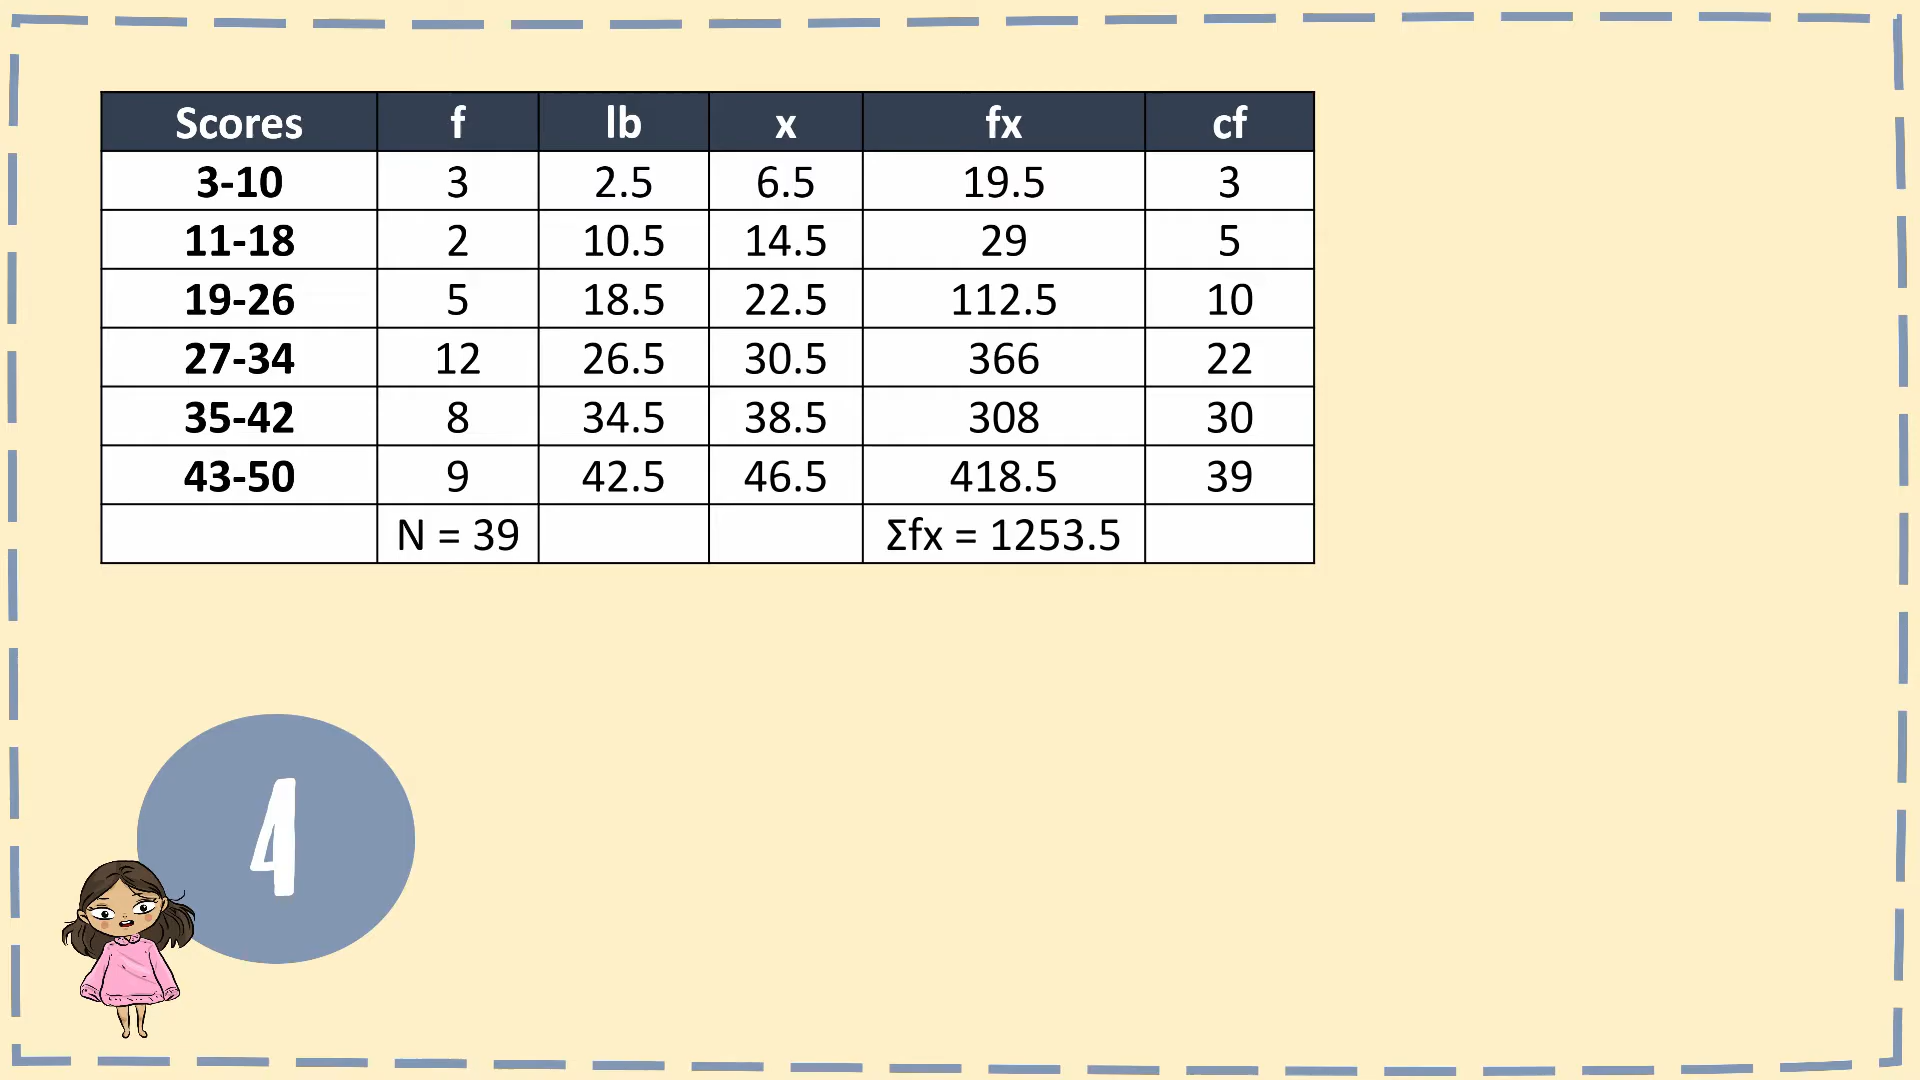 Scores f lb x fx cf
3-10 3 2.5 6.5 19.5 3
11-18 2 10.5 14.5 29 5
19-26 5 18.5 22.5 112.5 10
27-34 12 26.5 30.5 366 22
35-42 8 34.5 38.5 308 30
43-50 9 42.5 46.5 418.5 39
N = 39 Σfx = 1253.5
4